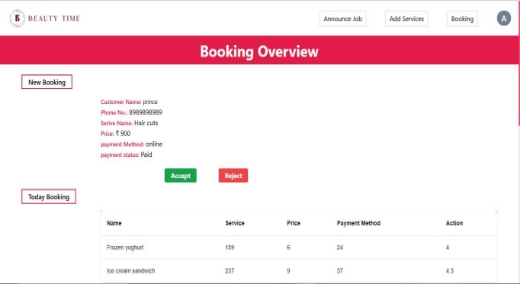 B BEAUTY TIME
Announce Job Add Services Booking A
Booking Overview
New Booking
Customer Name: prince
Phone No.: 8989898989
Serive Name: Hair cuts
Price: ₹ 900
payment Method: online
payment status: Paid
Accept Reject
Today Booking
Name Service Price Payment Method Action
Frozen yoghurt 159 6 24 4
Ice cream sandwich 237 9 37 4.3